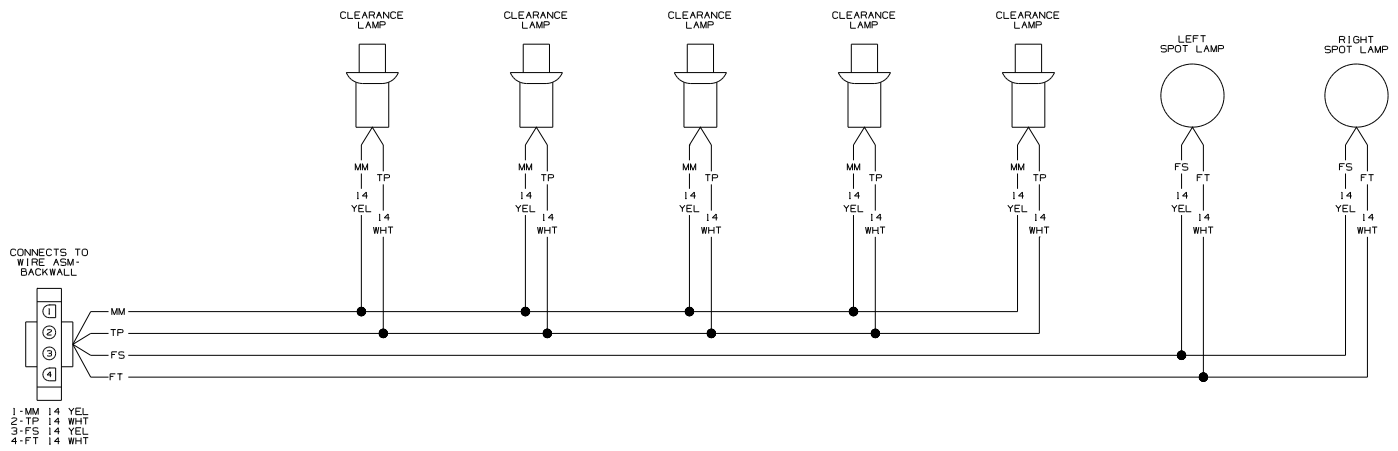 CLEARANCE
LAMP
CLEARANCE
LAMP
CLEARANCE
LAMP
CLEARANCE
LAMP
CLEARANCE
LAMP
LEFT
SPOT LAMP
RIGHT
SPOT LAMP
MM
TP
14
YEL
14
WHT
MM
TP
14
YEL
14
WHT
MM
TP
14
YEL
14
WHT
MM
TP
14
YEL
14
WHT
MM
TP
14
YEL
14
WHT
FS
FT
14
YEL
14
WHT
FS
FT
14
YEL
14
WHT
CONNECTS TO
WIRE ASM-
BACKWALL
1
2
3
4
MM
TP
FS
FT
1-MM 14 YEL
2-TP 14 WHT
3-FS 14 YEL
4-FT 14 WHT